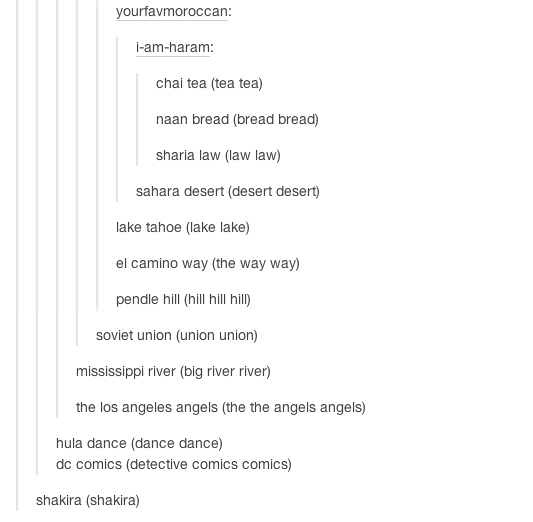 yourfavmoroccan:
i-am-haram:
chai tea (tea tea)
naan bread (bread bread)
sharia law (law law)
sahara desert (desert desert)
lake tahoe (lake lake)
el camino way (the way way)
pendle hill (hill hill hill)
soviet union (union union)
mississippi river (big river river)
the los angeles angels (the the angels angels)
hula dance (dance dance)
dc comics (detective comics comics)
shakira (shakira)